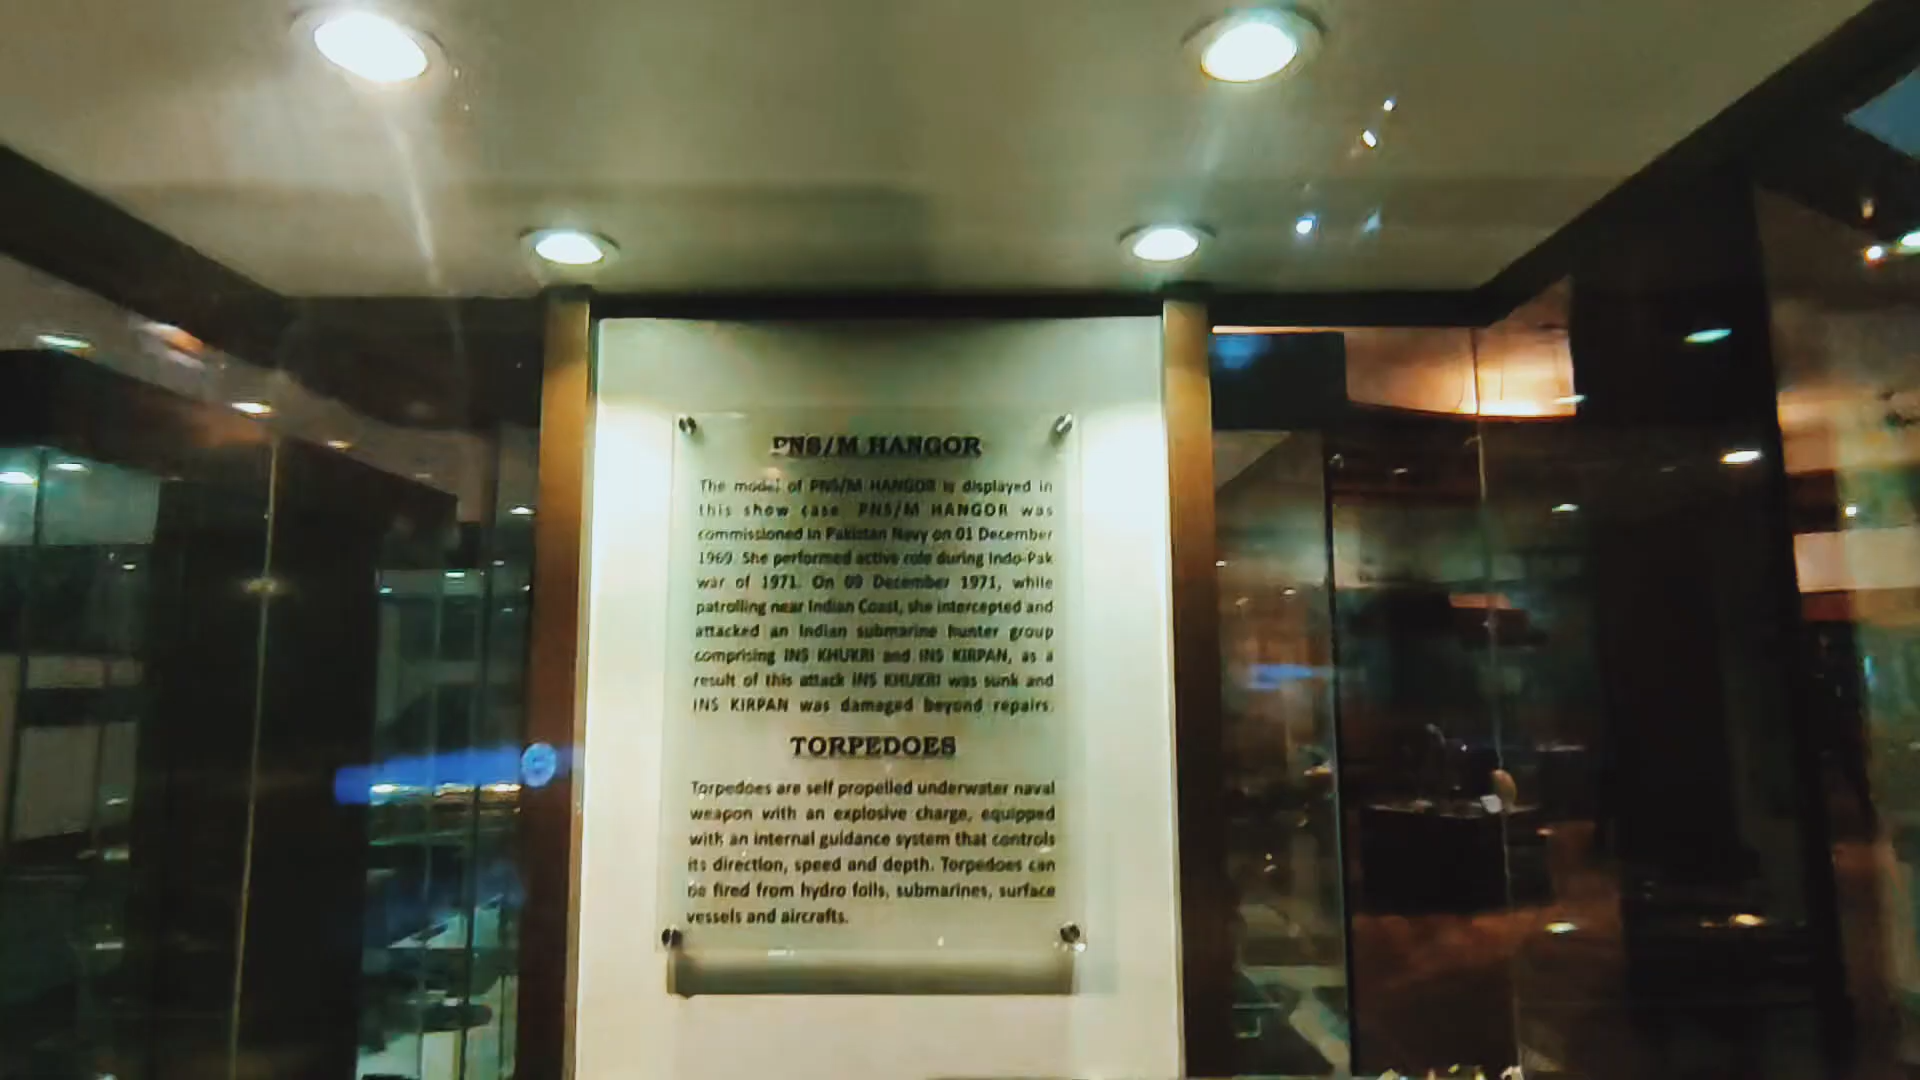 PNS/M HANGOR
The model of PNS/M HANGOR is displayed in
this show case. PNS/M HANGOR was
commissioned in Pakistan Navy on 01 December
1969. She performed active role during Indo-Pak
war of 1971. On 09 December 1971, while
patrolling near Indian Coast, she intercepted and
attacked an Indian submarine hunter group
comprising INS KHUKRI and INS KIRPAN, as a
result of this attack INS KHUKRI was sunk and
INS KIRPAN was damaged beyond repairs.
TORPEDOES
Torpedoes are self propelled underwater naval
weapon with an explosive charge, equipped
with an internal guidance system that controls
its direction, speed and depth. Torpedoes can
be fired from hydro foils, submarines, surface
vessels and aircrafts.